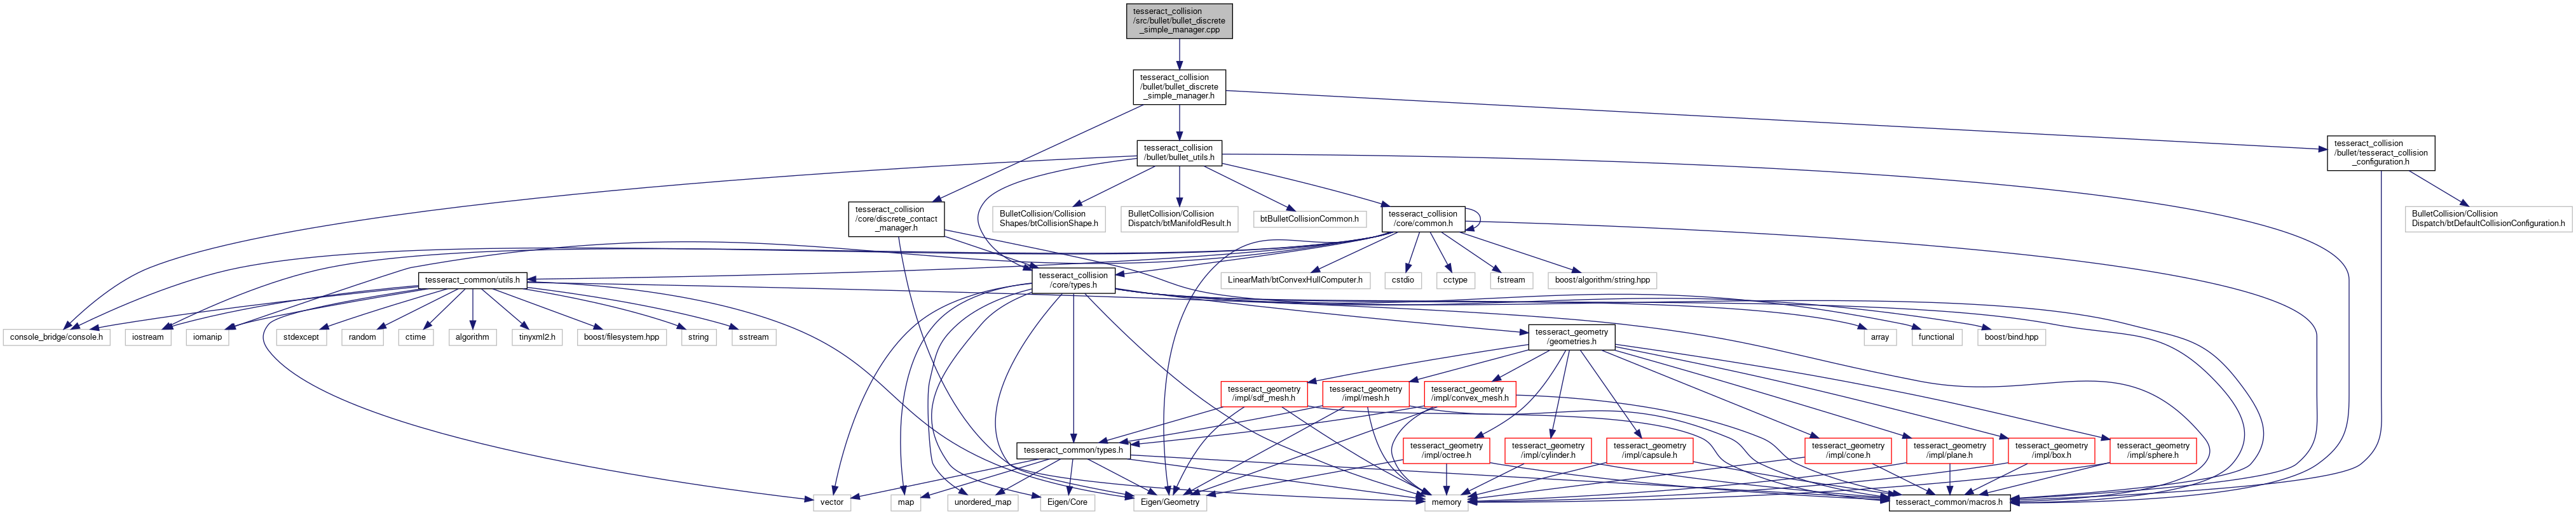 tesseract_collision
/src/bullet/bullet_discrete
_simple_manager.cpp
tesseract_collision
/bullet/bullet_discrete
_simple_manager.h
tesseract_collision
/bullet/bullet_utils.h
tesseract_collision
/bullet/tesseract_collision
_configuration.h
tesseract_collision
/core/discrete_contact
_manager.h
BulletCollision/Collision
Shapes/btCollisionShape.h
BulletCollision/Collision
Dispatch/btManifoldResult.h
btBulletCollisionCommon.h
tesseract_collision
/core/common.h
BulletCollision/Collision
Dispatch/btDefaultCollisionConfiguration.h
tesseract_common/utils.h
tesseract_collision
/core/types.h
LinearMath/btConvexHullComputer.h
cstdio
cctype
fstream
boost/algorithm/string.hpp
console_bridge/console.h
iostream
iomanip
stdexcept
random
ctime
algorithm
tinyxml2.h
boost/filesystem.hpp
string
sstream
tesseract_geometry
/geometries.h
array
functional
boost/bind.hpp
tesseract_geometry
/impl/sdf_mesh.h
tesseract_geometry
/impl/mesh.h
tesseract_geometry
/impl/convex_mesh.h
tesseract_common/types.h
tesseract_geometry
/impl/octree.h
tesseract_geometry
/impl/cylinder.h
tesseract_geometry
/impl/capsule.h
tesseract_geometry
/impl/cone.h
tesseract_geometry
/impl/plane.h
tesseract_geometry
/impl/box.h
tesseract_geometry
/impl/sphere.h
vector
map
unordered_map
Eigen/Core
Eigen/Geometry
memory
tesseract_common/macros.h